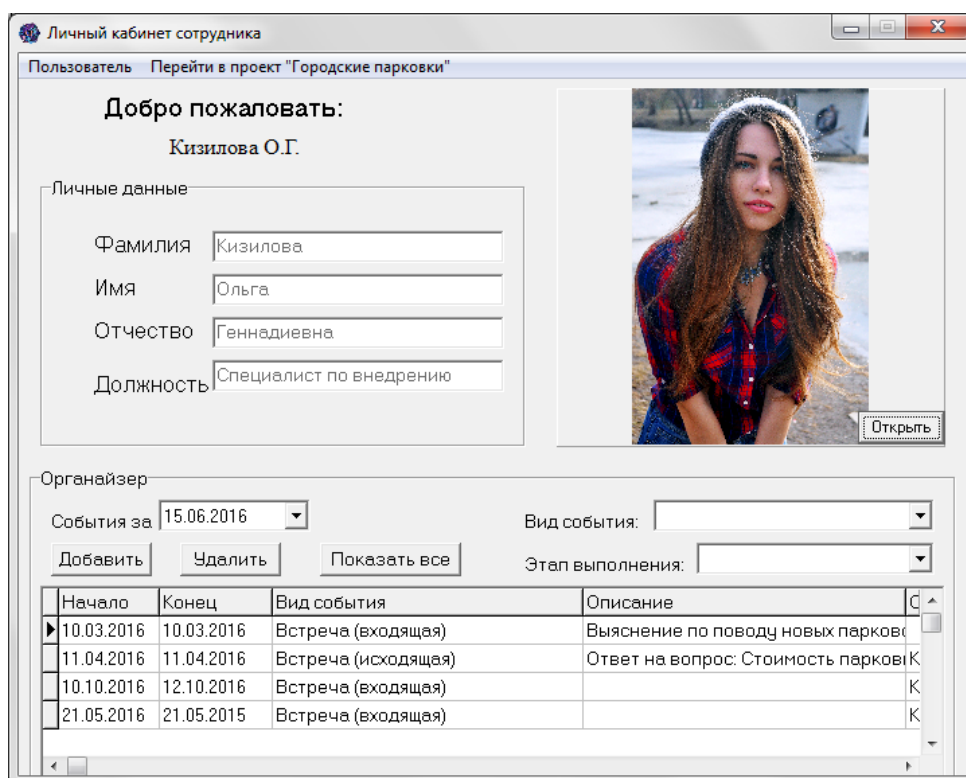 Личный кабинет сотрудника
Пользователь Перейти в проект "Городские парковки"
Добро пожаловать:
Кизилова О.Г.
Личные данные
Фамилия Кизилова
Имя Ольга
Отчество Геннадиевна
Должность Специалист по внедрению
Открыть
Органайзер
События за 15.06.2016 Вид события:
Добавить Удалить Показать все Этап выполнения:
Начало Конец Вид события Описание С
10.03.2016 10.03.2016 Встреча (входящая) Выяснение по поводу новых парково
11.04.2016 11.04.2016 Встреча (исходящая) Ответ на вопрос: Стоимость парковк К
10.10.2016 12.10.2016 Встреча (входящая) К
21.05.2016 21.05.2015 Встреча (входящая) К